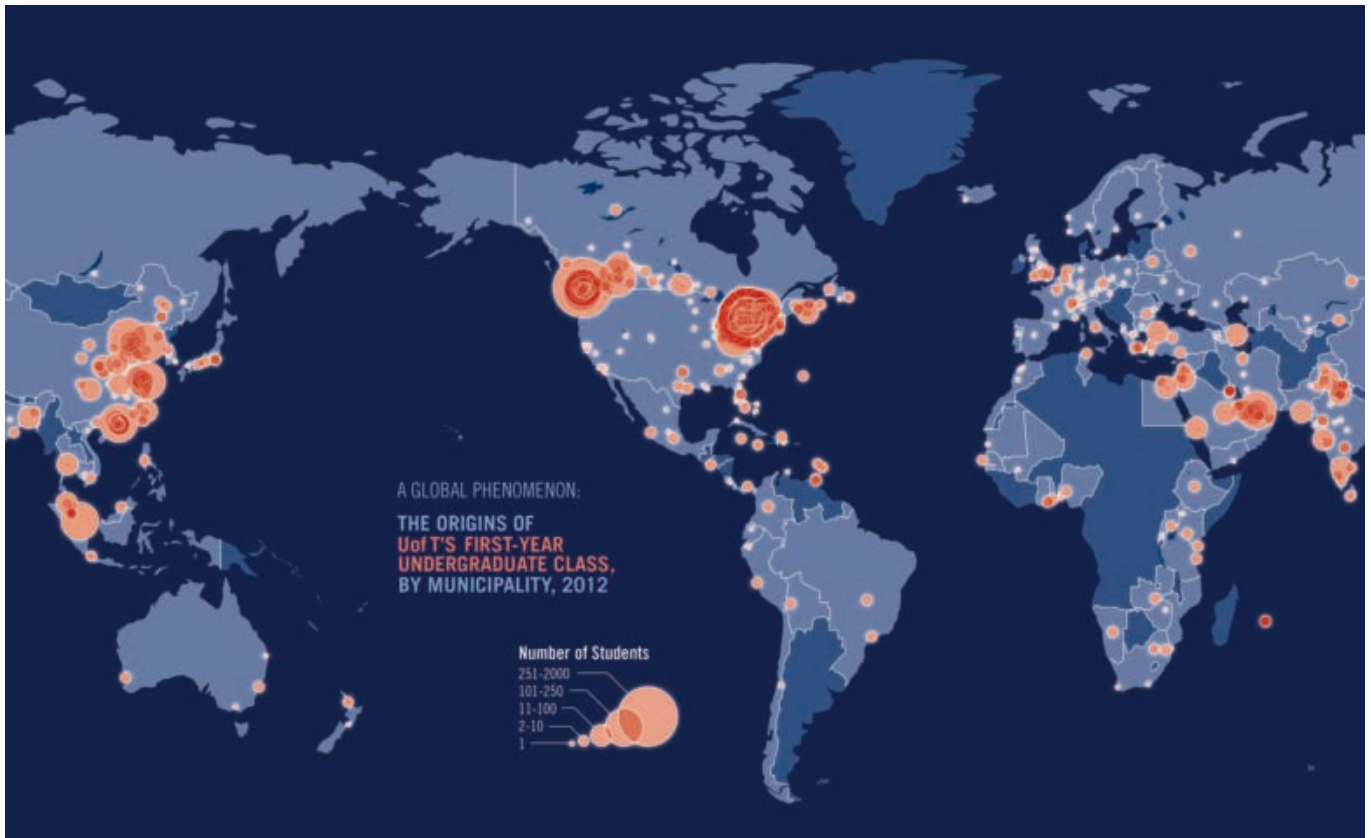 A GLOBAL PHENOMENON:
THE ORIGINS OF
UofT'S FIRST-YEAR
UNDERGRADUATE CLASS,
BY MUNICIPALITY, 2012
Number of Students
251-2000
101-250
11-100
2-10
1